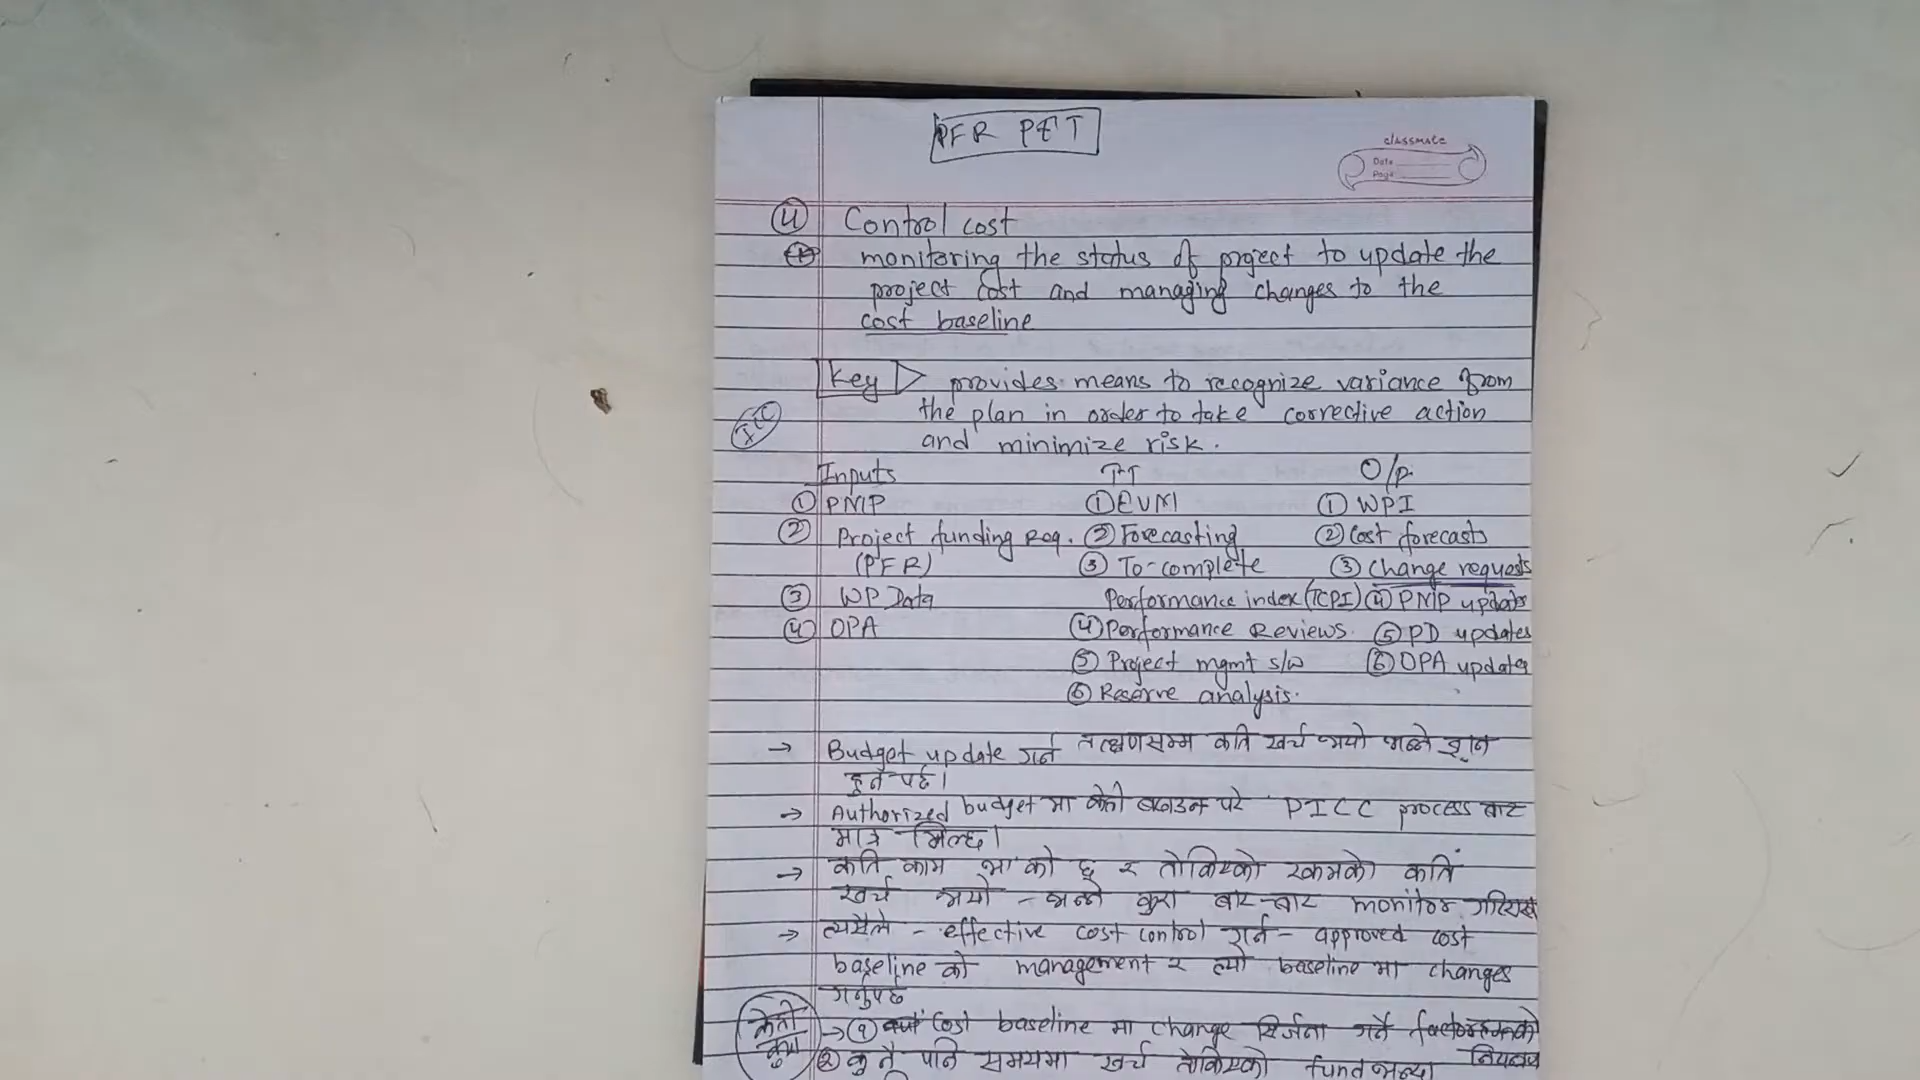 PFR PET
classmate
Date
Page
④ Control cost
monitoring the status of project to update the
project cost and managing changes to the
cost baseline
Key provides means to recognize variance from
the plan in order to take corrective action
ICC
and minimize risk.
Inputs TT O/p
① PMP ① EVM ① WPI
② Project funding Req. ② Forecasting ② Cost forecasts
(PFR) ③ To-complete ③ change requests
③ WP Data Performance index (TCPI) ④ PMP updates
④ OPA ④ Performance Reviews ⑤ PD updates
⑤ Project mgmt s/w ⑥ OPA updates
⑥ Reserve analysis.
→ Budget update गर्न तत्क्षणसम्म कति खर्च भयो भन्ने ज्ञान
हुनै पर्छ।
→ Authorized budget मा केही बढाउन परे PICC process बाट
मात्र मिल्छ।
→ कति काम भा'को छ र तोकिएको रकमको कति
खर्च भयो - भन्ने कुरा बार-बार monitor
→ त्यसैले - effective cost control गर्न - approved cost
baseline को management र त्यो baseline मा changes
गर्नुपर्छ
केही कुरा
→ (१) cost baseline मा change सिर्जना गर्ने factorहरूको
नियन्त्रण
(२) कुनै पनि समयमा खर्च तोकिएको fund भन्दा